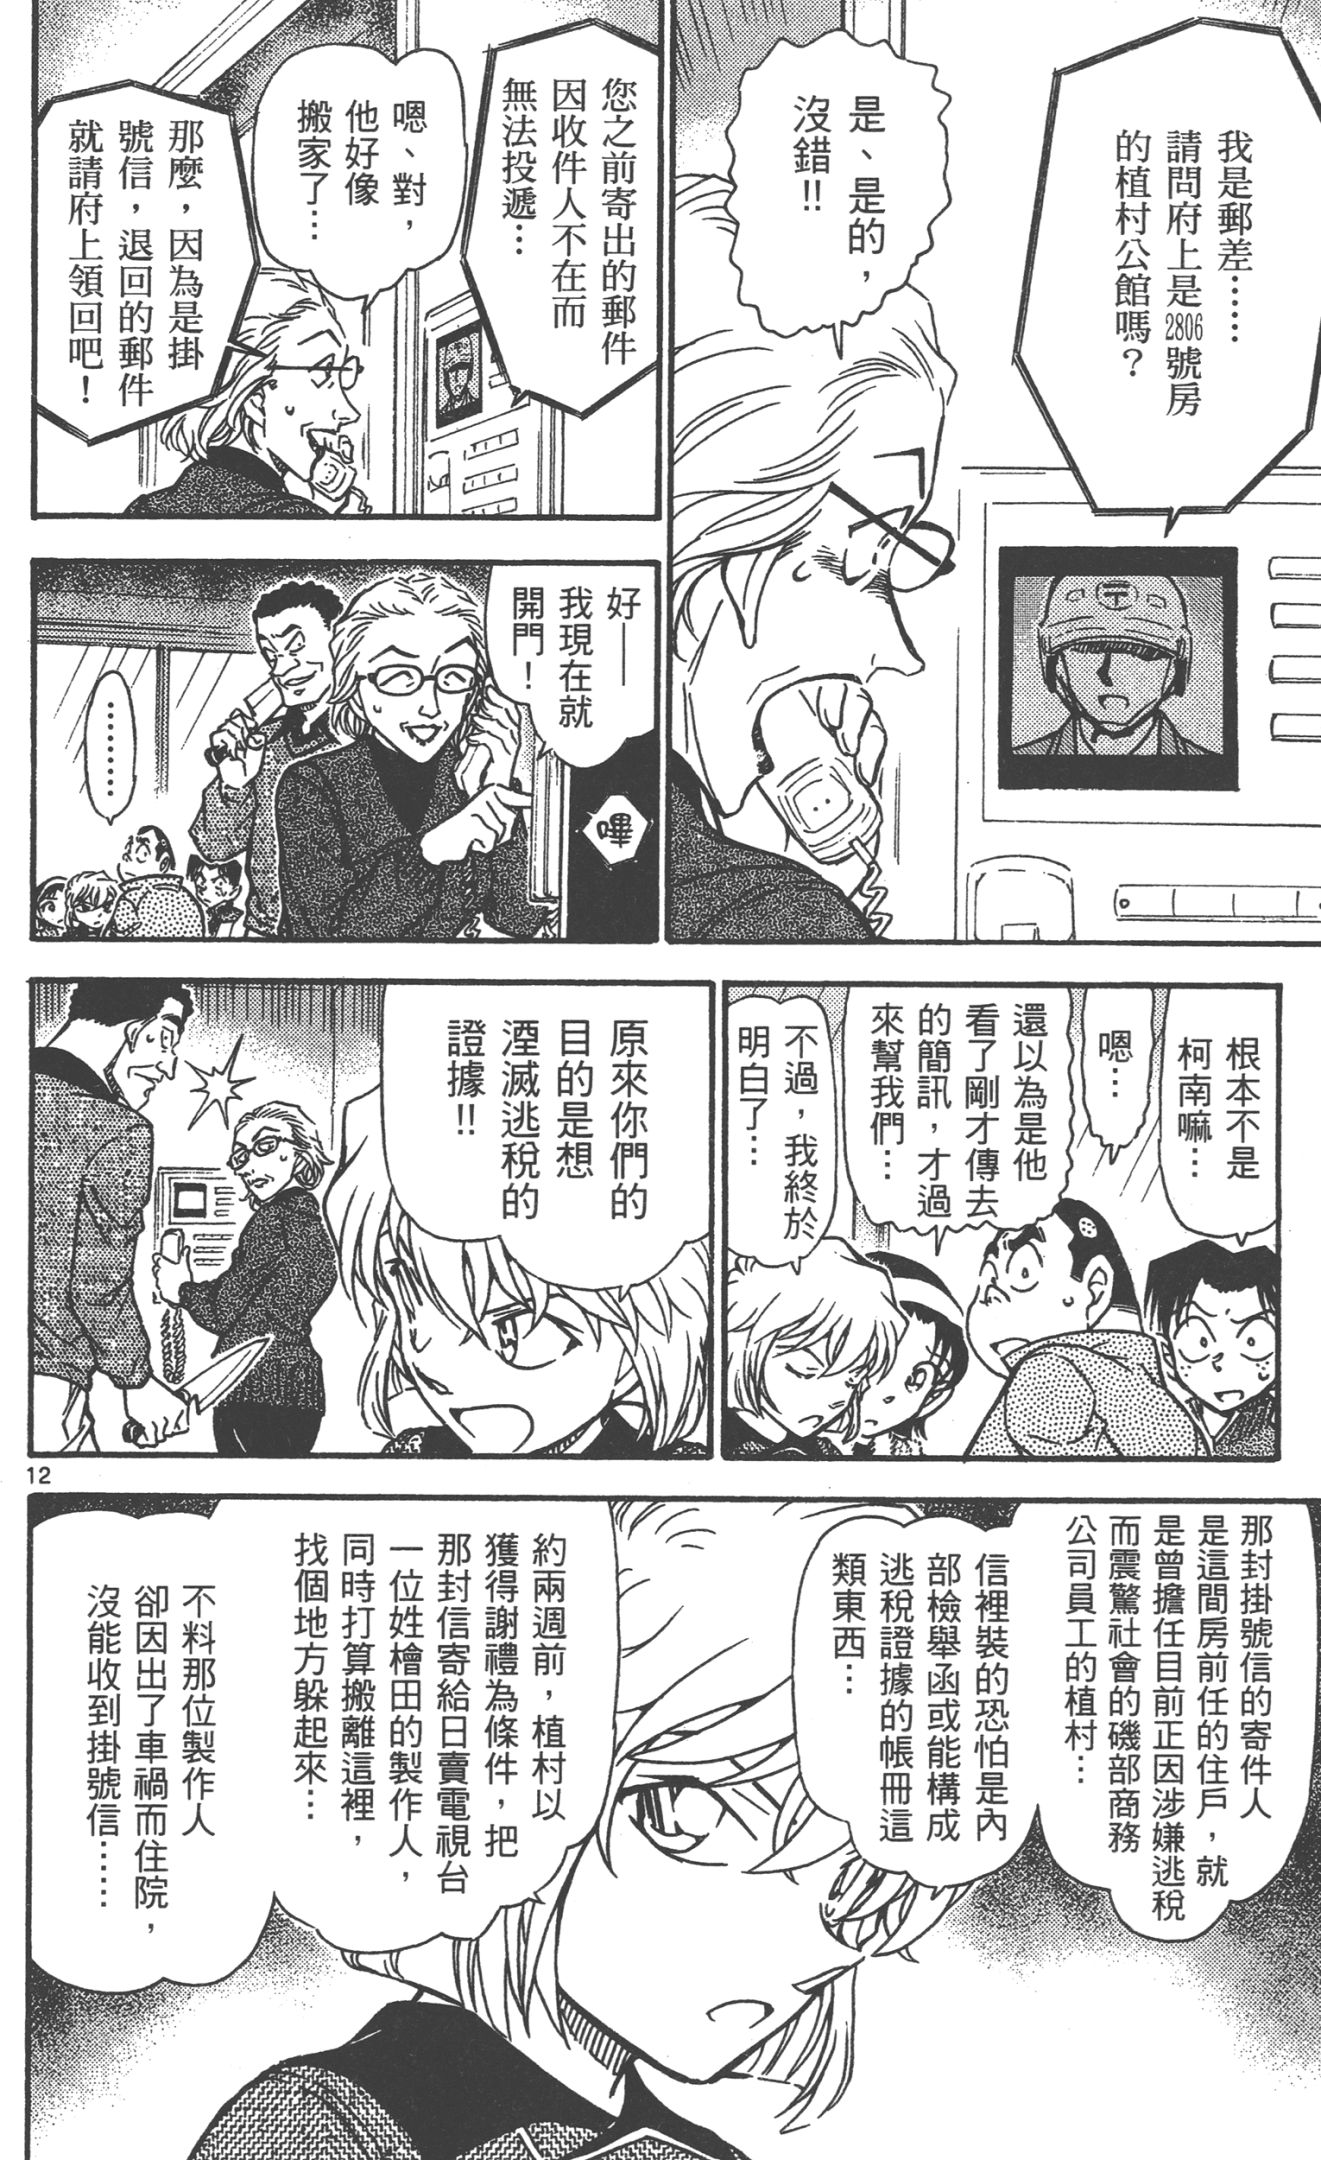 我是郵差……
請問府上是2806號房
的植村公館嗎？
是、是的，
沒錯!!
您之前寄出的郵件
因收件人不在而
無法投遞…
嗯、對，
他好像
搬家了…
那麼，因為是掛
號信，退回的郵件
就請府上領回吧！
好──
我現在就
開門！
嗶
………
根本不是
柯南嘛…
嗯…
還以為是他
看了剛才傳去
的簡訊，才過
來幫我們…
不過，我終於
明白了…
原來你們的
目的是想
湮滅逃稅的
證據!!
12
那封掛號信的寄件人
是這間房前任的住戶，就
是曾擔任目前正因涉嫌逃稅
而震驚社會的磯部商務
公司員工的植村…
信裡裝的恐怕是內
部檢舉函或能構成
逃稅證據的帳冊這
類東西…
約兩週前，植村以
獲得謝禮為條件，把
那封信寄給日賣電視台
一位姓檜田的製作人，
同時打算搬離這裡，
找個地方躲起來…
不料那位製作人
卻因出了車禍而住院，
沒能收到掛號信……